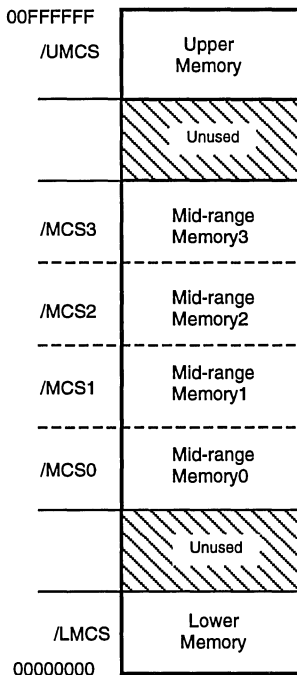 00FFFFFF
/UMCS
Upper
Memory
Unused
/MCS3
Mid-range
Memory3
/MCS2
Mid-range
Memory2
/MCS1
Mid-range
Memory1
/MCS0
Mid-range
Memory0
Unused
/LMCS
Lower
Memory
00000000